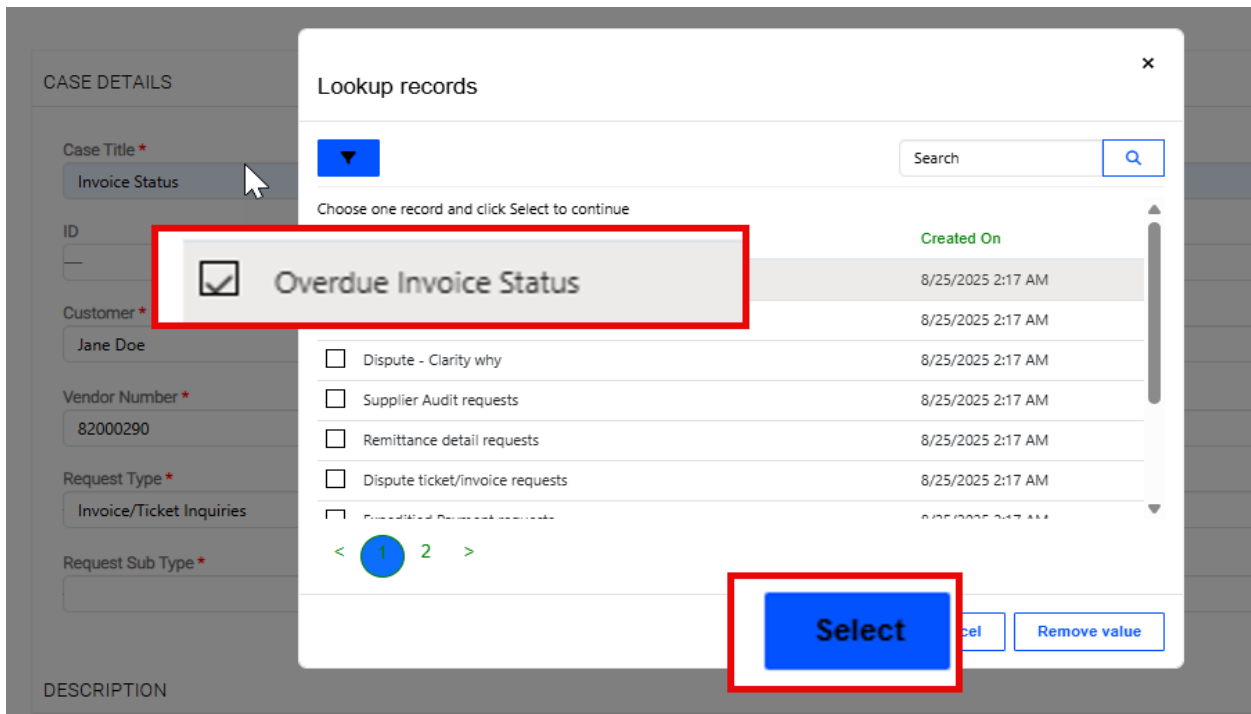 CASE DETAILS
Case Title *
Invoice Status
ID
—
Customer *
Jane Doe
Vendor Number *
82000290
Request Type *
Invoice/Ticket Inquiries
Request Sub Type *
DESCRIPTION
×
Lookup records
Search
Choose one record and click Select to continue
Created On
Overdue Invoice Status
8/25/2025 2:17 AM
8/25/2025 2:17 AM
Dispute - Clarity why 8/25/2025 2:17 AM
Supplier Audit requests 8/25/2025 2:17 AM
Remittance detail requests 8/25/2025 2:17 AM
Dispute ticket/invoice requests 8/25/2025 2:17 AM
< 1 2 >
Select
cel
Remove value